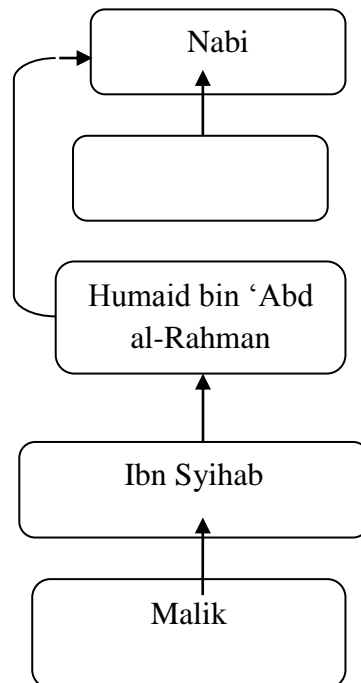 Nabi
Humaid bin ‘Abd
al-Rahman
Ibn Syihab
Malik